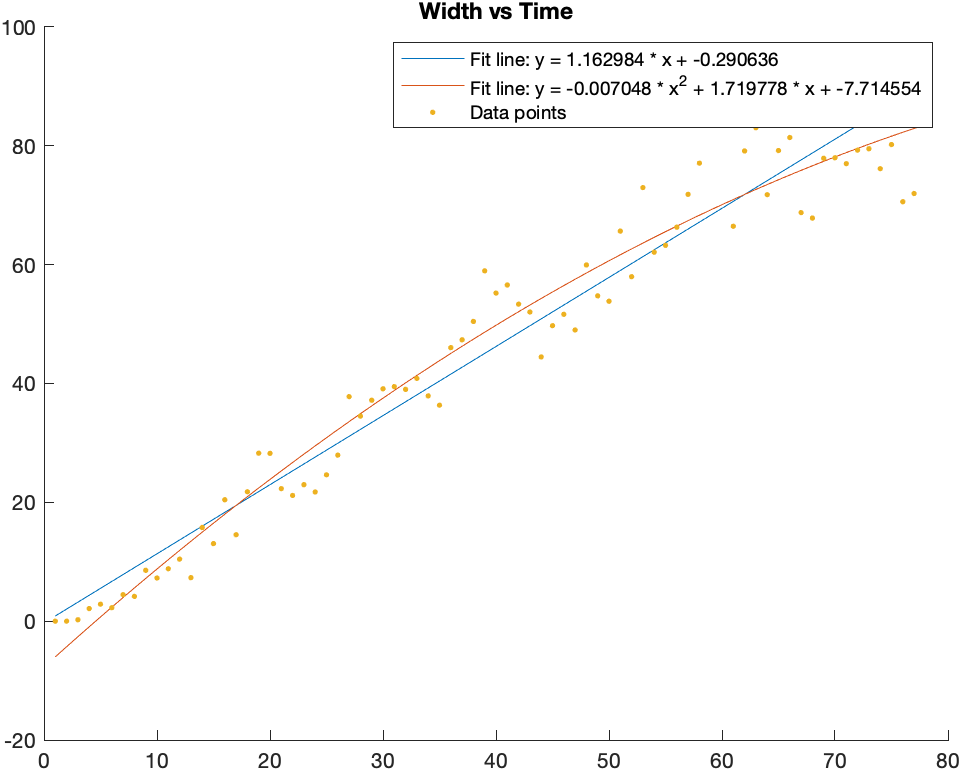 Width vs Time
100
80
60
40
20
0
-20
Fit line: y = 1.162984 * x + -0.290636
Fit line: y = -0.007048 * x² + 1.719778 * x + -7.714554
Data points
0 10 20 30 40 50 60 70 80